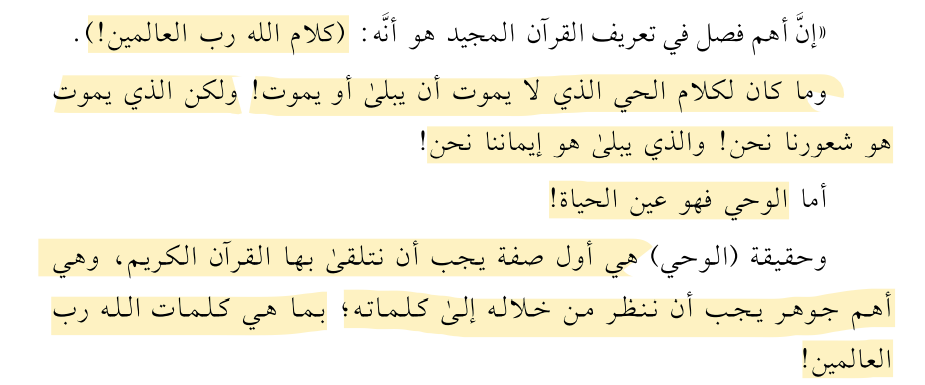 «إنَّ أهم فصل في تعريف القرآن المجيد هو أنَّه: (كلام الله رب العالمين!).
وما كان لكلام الحي الذي لا يموت أن يبلىٰ أو يموت! ولكن الذي يموت
هو شعورنا نحن! والذي يبلىٰ هو إيماننا نحن!
أما الوحي فهو عين الحياة!
وحقيقة (الوحي) هي أول صفة يجب أن نتلقىٰ بها القرآن الكريم، وهي
أهم جوهر يجب أن ننظر من خلاله إلىٰ كلماته؛ بما هي كلمات الله رب
العالمين!